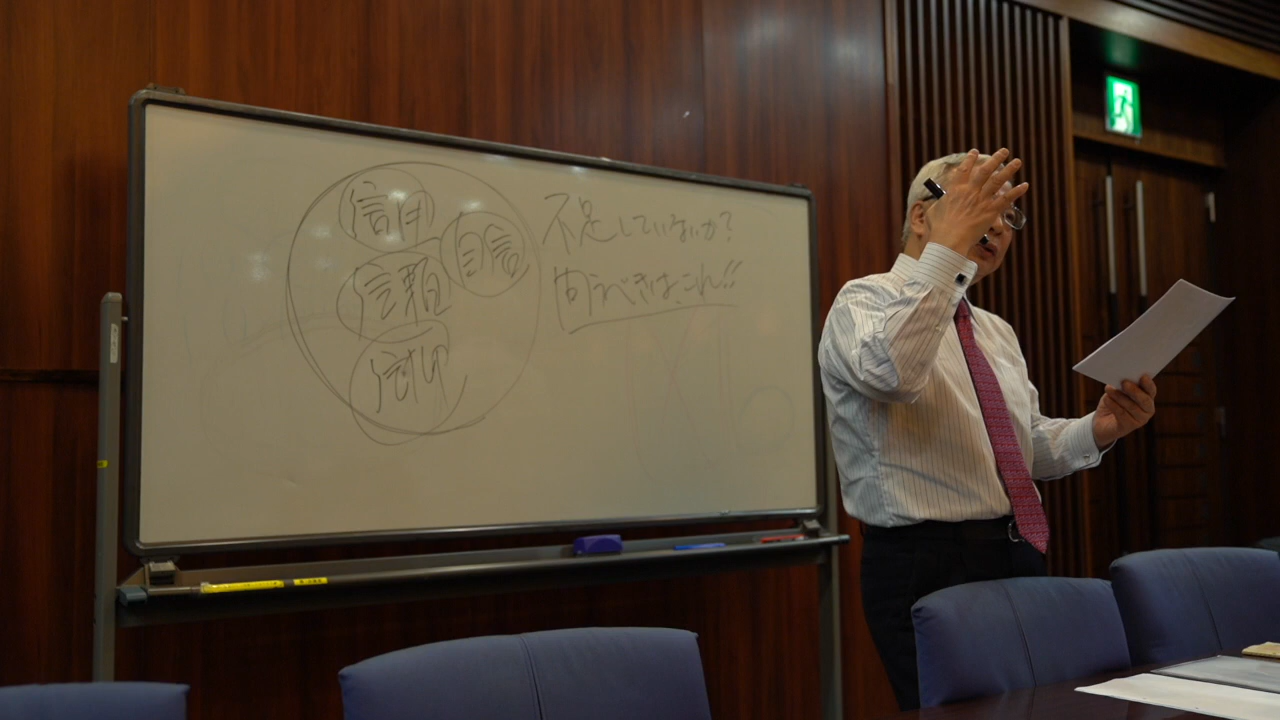 信用
自信
信頼
信仰
不足していないか?
問うべきは、これ!!